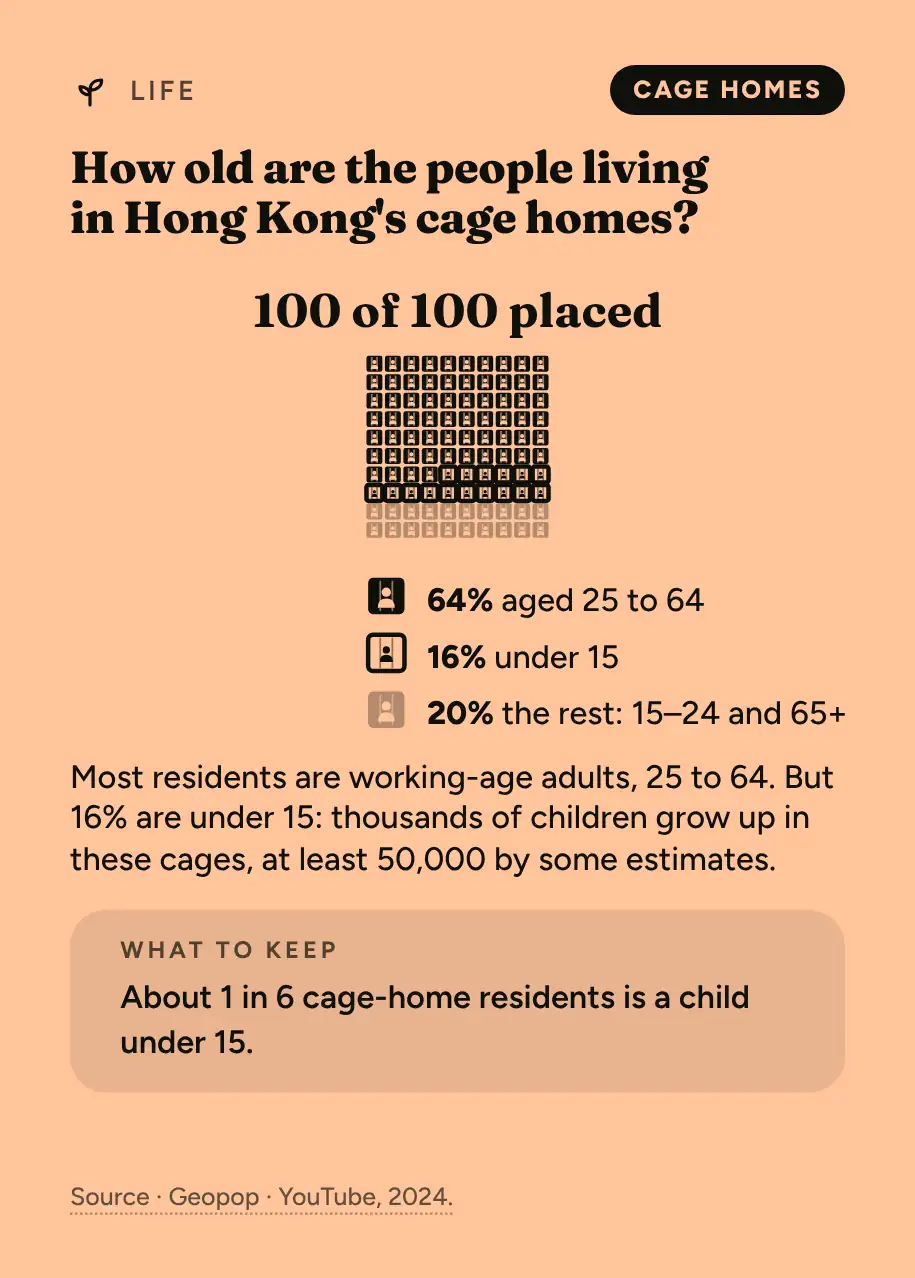 LIFE
CAGE HOMES
How old are the people living
in Hong Kong's cage homes?
100 of 100 placed
64% aged 25 to 64
16% under 15
20% the rest: 15–24 and 65+
Most residents are working-age adults, 25 to 64. But
16% are under 15: thousands of children grow up in
these cages, at least 50,000 by some estimates.
WHAT TO KEEP
About 1 in 6 cage-home residents is a child
under 15.
Source · Geopop · YouTube, 2024.